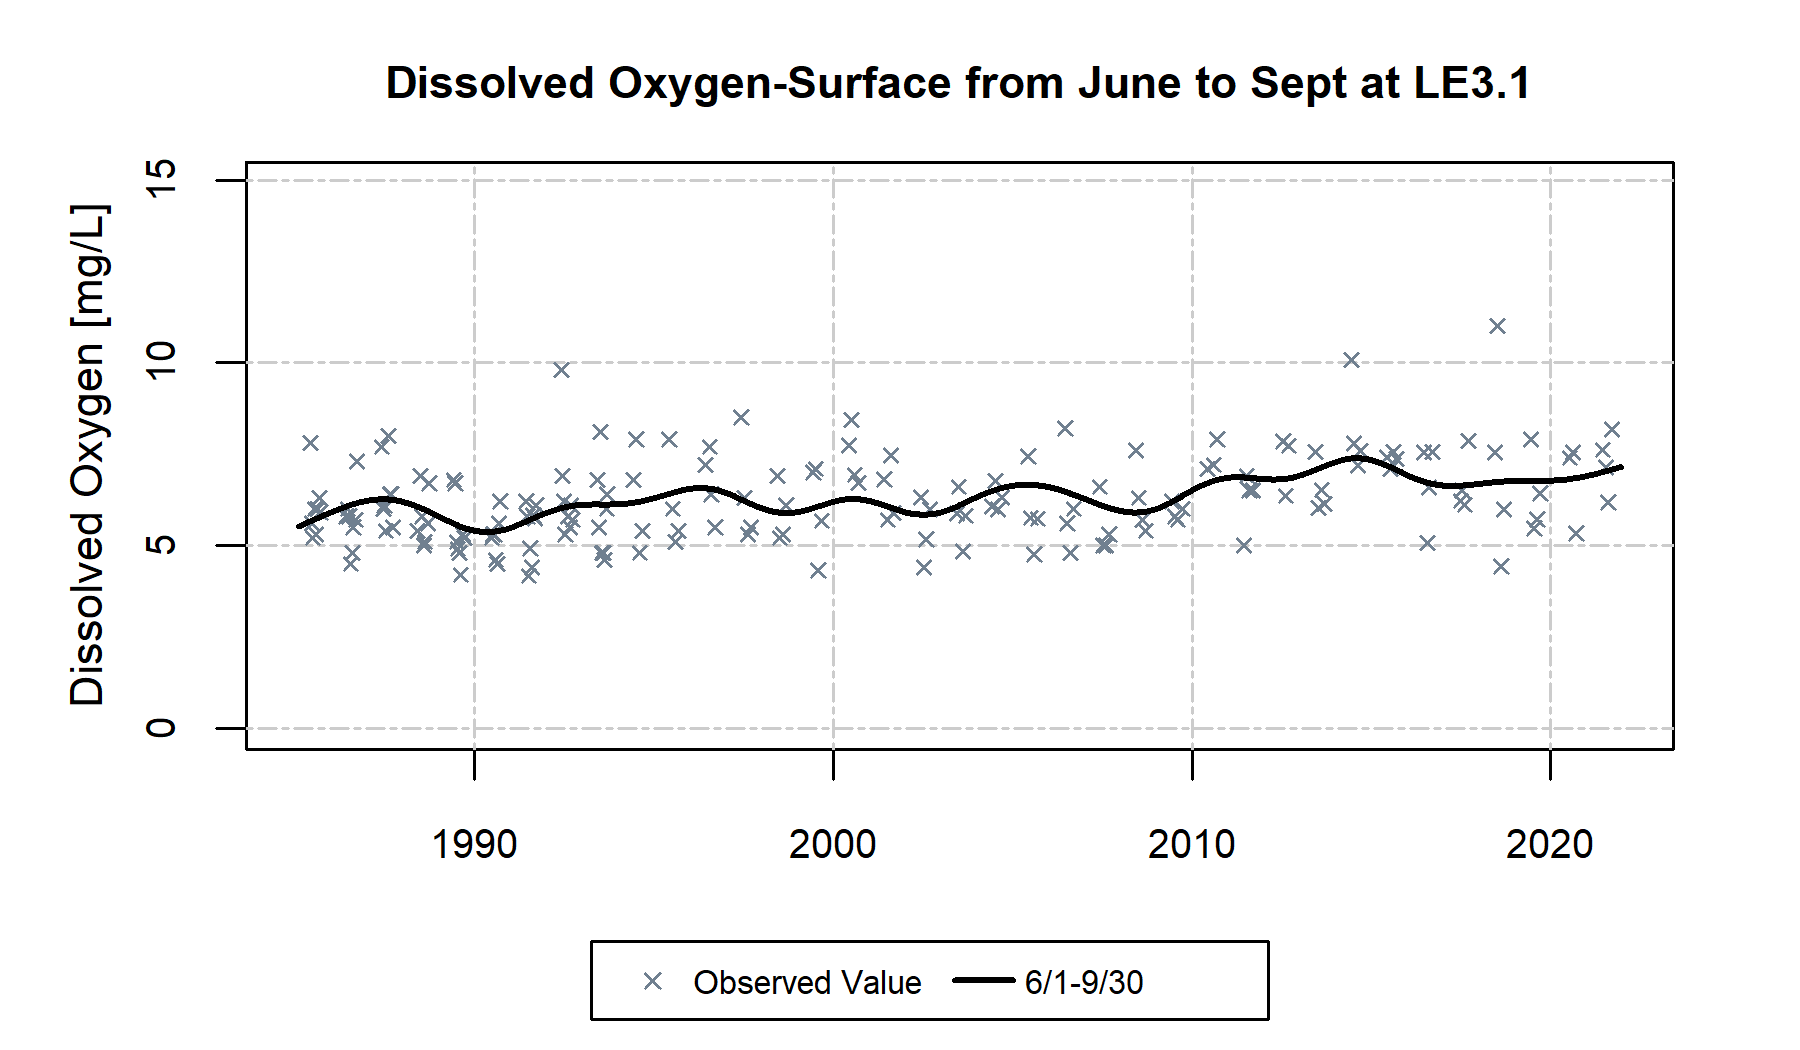 Dissolved Oxygen-Surface from June to Sept at LE3.1
Dissolved Oxygen [mg/L]
15
10
5
0
1990 2000 2010 2020
Observed Value 6/1-9/30